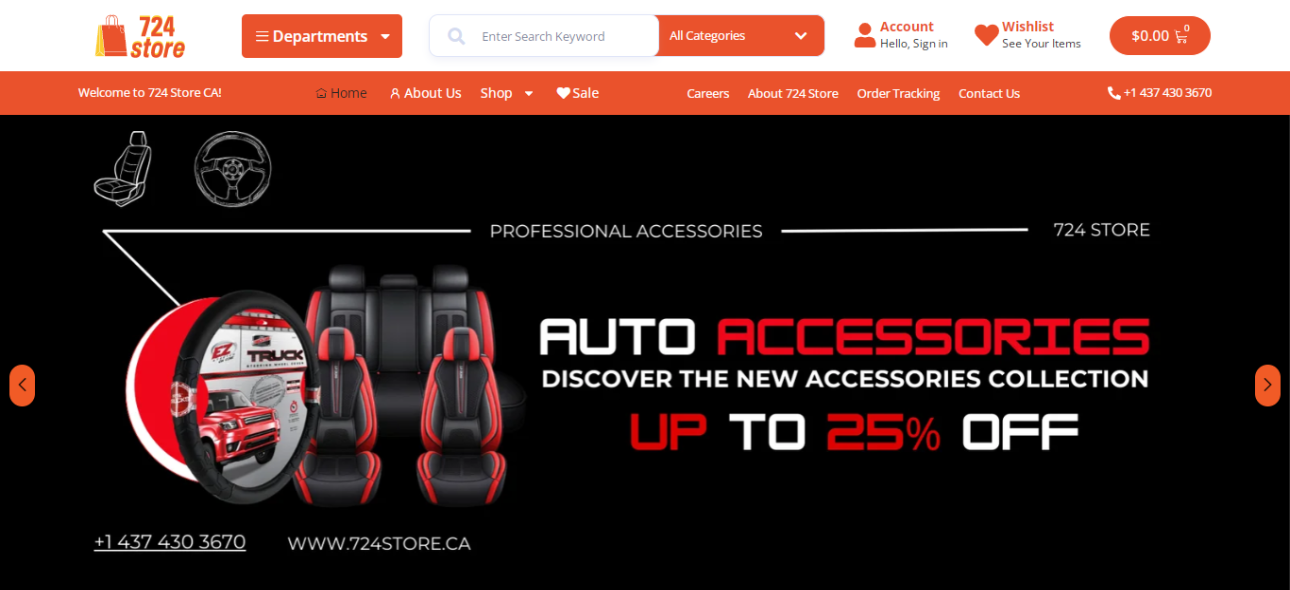 724
store
Departments
Enter Search Keyword
All Categories
Account
Hello, Sign in
Wishlist
See Your Items
$0.00
0
Welcome to 724 Store CA!
Home
About Us
Shop
Sale
Careers
About 724 Store
Order Tracking
Contact Us
+1 437 430 3670
PROFESSIONAL ACCESSORIES
724 STORE
EZ
TRUCK
AUTO ACCESSORIES
DISCOVER THE NEW ACCESSORIES COLLECTION
UP TO 25% OFF
+1 437 430 3670
WWW.724STORE.CA